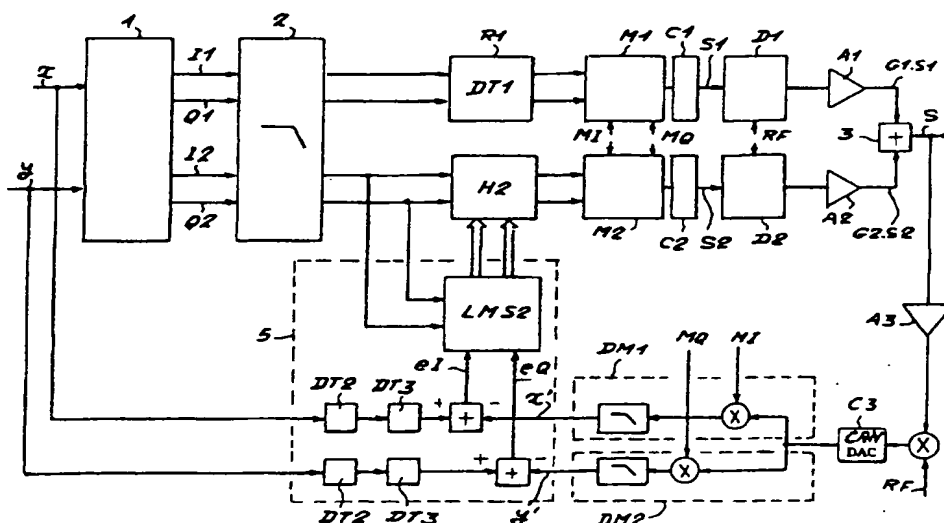 1
2
R1
M1
C1
S1
D1
A1
G1.S1
x
I1
Q1
DT1
MI
MQ
RF
3
+
S
y
I2
Q2
H2
M2
C2
S2
D2
A2
G2.S2
LMS2
5
A3
eI
eQ
DM1
MQ
MI
DT2
DT3
+
-
+
x'
X
C3
CAN
DAC
X
+
-
+
X
RF
DT2
DT3
y'
DM2